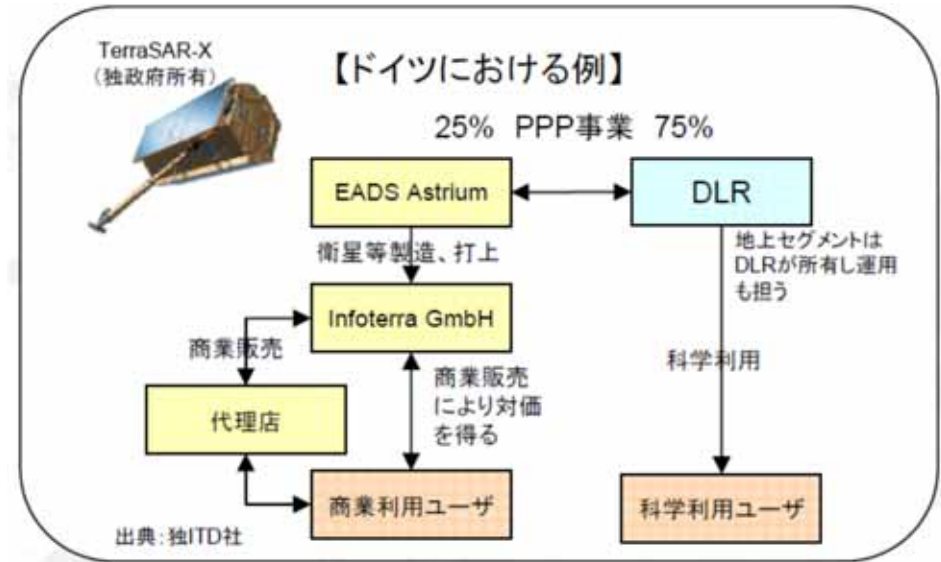 TerraSAR-X
(独政府所有)
【ドイツにおける例】
25% PPP事業 75%
EADS Astrium
DLR
衛星等製造、打上
地上セグメントは
DLRが所有し運用
も担う
Infoterra GmbH
商業販売
商業販売
により対価
を得る
科学利用
代理店
商業利用ユーザ
科学利用ユーザ
出典:独ITD社